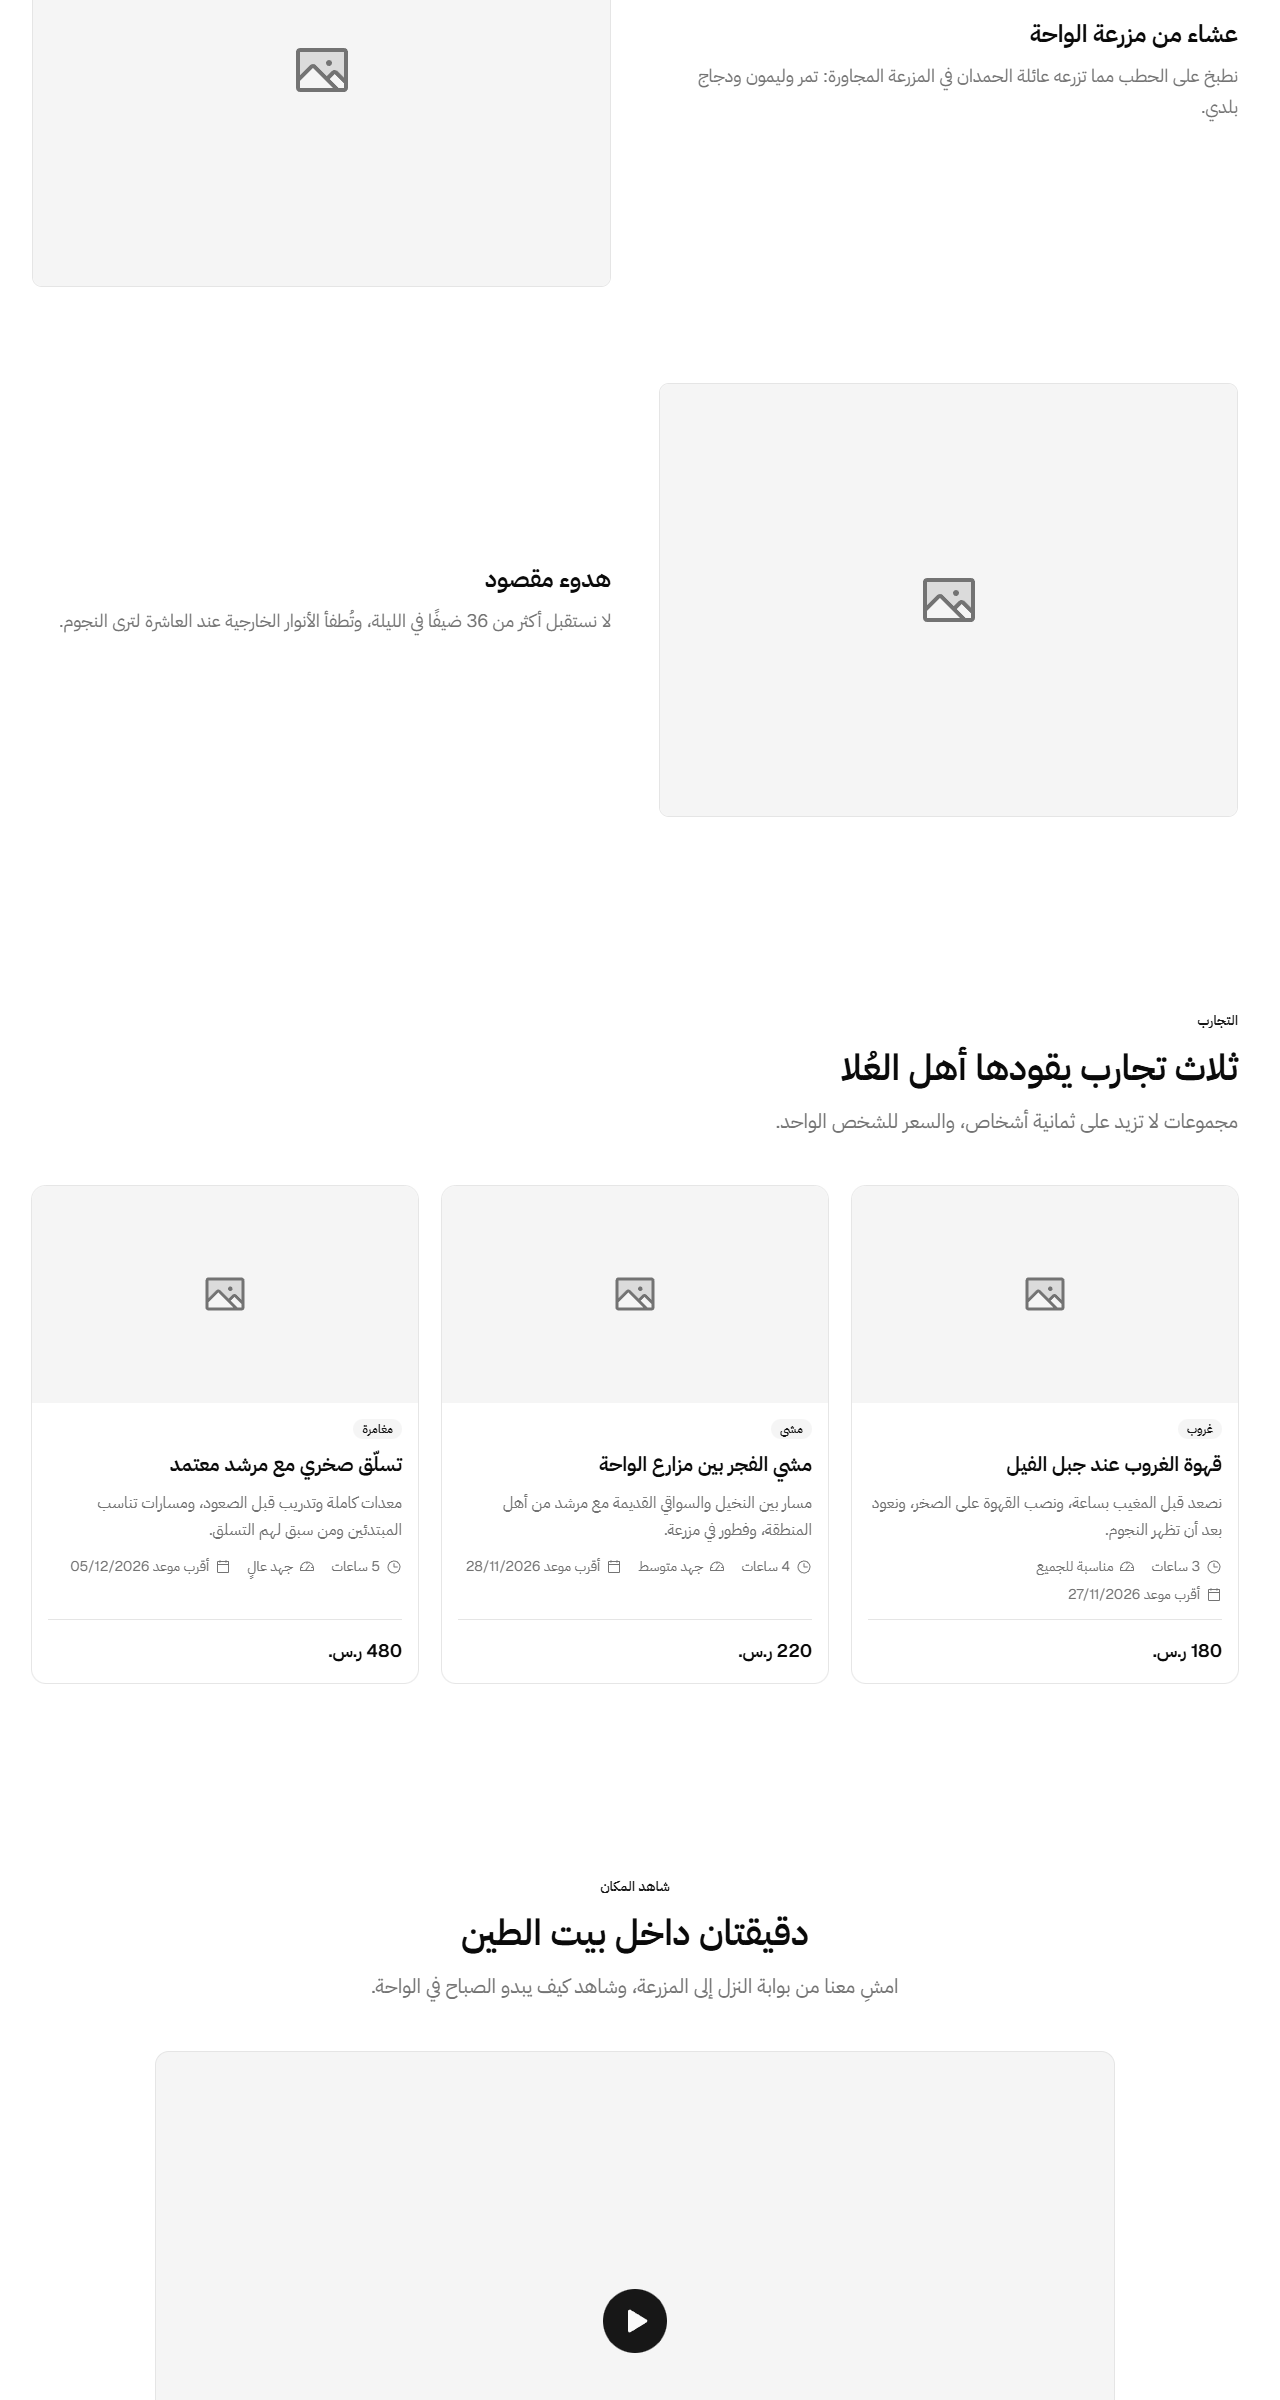 عشاء من مزرعة الواحة
نطبخ على الحطب مما تزرعه عائلة الحمدان في المزرعة المجاورة: تمر وليمون ودجاج
بلدي.
هدوء مقصود
لا نستقبل أكثر من 36 ضيفًا في الليلة، وتُطفأ الأنوار الخارجية عند العاشرة لترى النجوم.
التجارب
ثلاث تجارب يقودها أهل العُلا
مجموعات لا تزيد على ثمانية أشخاص، والسعر للشخص الواحد.
غروب
قهوة الغروب عند جبل الفيل
نصعد قبل المغيب بساعة، ونصب القهوة على الصخر، ونعود
بعد أن تظهر النجوم.
3 ساعات
مناسبة للجميع
أقرب موعد 27/11/2026
180 ر.س.
مشي
مشي الفجر بين مزارع الواحة
مسار بين النخيل والسواقي القديمة مع مرشد من أهل
المنطقة، وفطور في مزرعة.
4 ساعات
جهد متوسط
أقرب موعد 28/11/2026
220 ر.س.
مغامرة
تسلّق صخري مع مرشد معتمد
معدات كاملة وتدريب قبل الصعود، ومسارات تناسب
المبتدئين ومن سبق لهم التسلق.
5 ساعات
جهد عالٍ
أقرب موعد 05/12/2026
480 ر.س.
شاهد المكان
دقيقتان داخل بيت الطين
امشِ معنا من بوابة النزل إلى المزرعة، وشاهد كيف يبدو الصباح في الواحة.